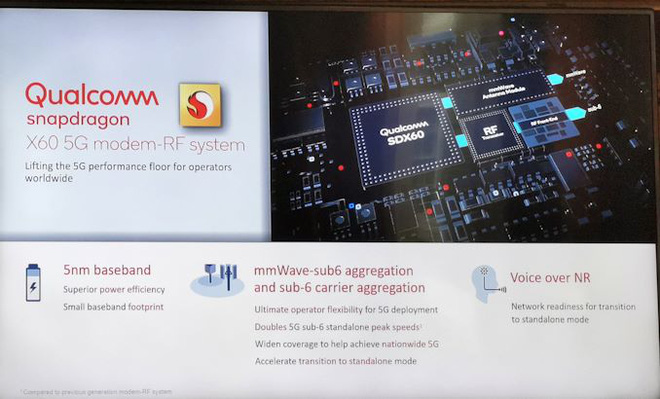 Qualcomm
snapdragon
X60 5G modem-RF system
Lifting the 5G performance floor for operators
worldwide
mmWave
Antenna Module
mmWave
Qualcomm
SDX60
RF
Transceiver
RF Front-End
sub-6
5nm baseband
Superior power efficiency
Small baseband footprint
mmWave-sub6 aggregation
and sub-6 carrier aggregation
Ultimate operator flexibility for 5G deployment
Doubles 5G sub-6 standalone peak speeds¹
Widen coverage to help achieve nationwide 5G
Accelerate transition to standalone mode
Voice over NR
Network readiness for transition
to standalone mode
¹Compared to previous generation modem-RF system